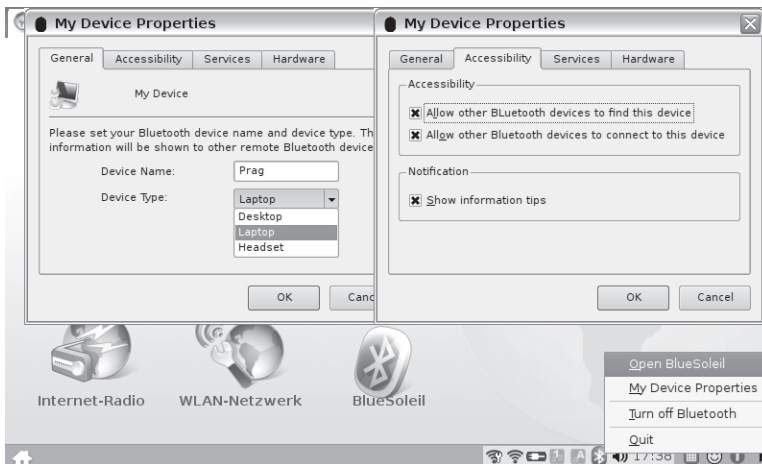 My Device Properties
General Accessibility Services Hardware
My Device
Please set your Bluetooth device name and device type. Th
information will be shown to other remote Bluetooth device
Device Name: Prag
Device Type: Laptop
Desktop
Laptop
Headset
OK Canc
My Device Properties
General Accessibility Services Hardware
Accessibility
Allow other BLuetooth devices to find this device
Allow other Bluetooth devices to connect to this device
Notification
Show information tips
OK Cancel
Internet-Radio WLAN-Netzwerk BlueSoleil
Open BlueSoleil
My Device Properties
Turn off Bluetooth
Quit
1 A 17:38